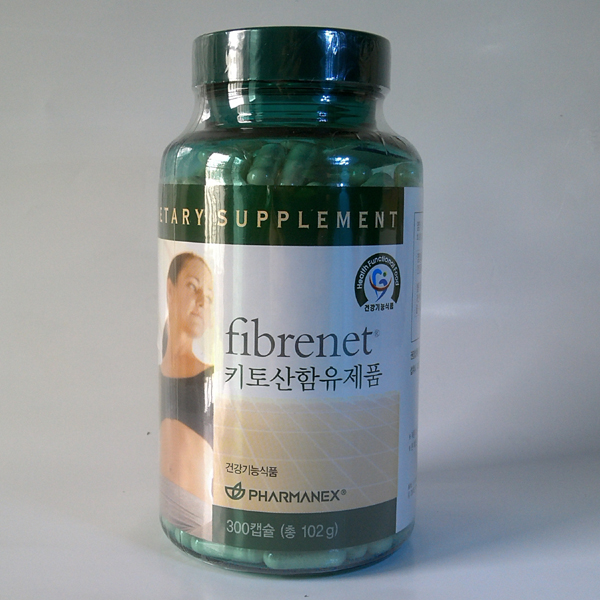 ETARY SUPPLEMENT
Health Functional Food
건강기능식품
fibrenet®
키토산함유제품
건강기능식품
PHARMANEX®
300캡슐 (총 102g)